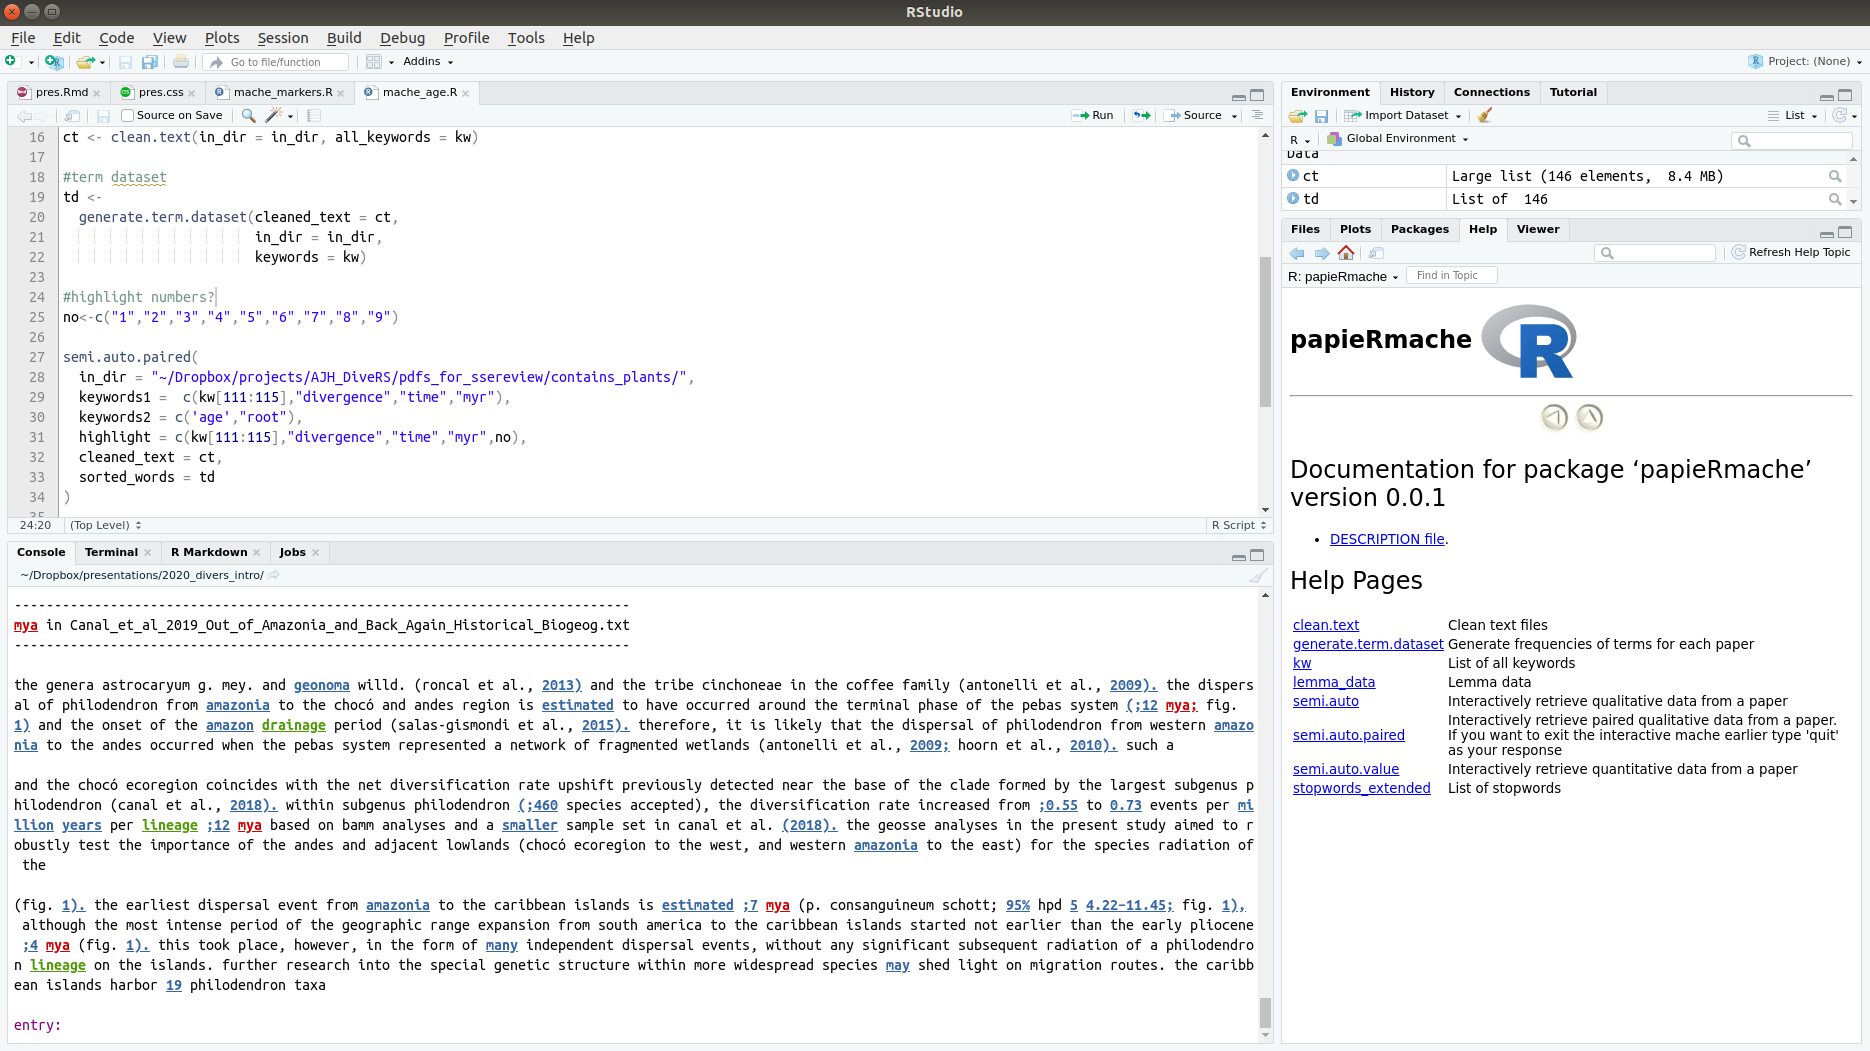 RStudio
File Edit Code View Plots Session Build Debug Profile Tools Help
Go to file/function Addins Project: (None)
pres.Rmd pres.css mache_markers.R mache_age.R
Source on Save Run Source
16 ct <- clean.text(in_dir = in_dir, all_keywords = kw)
17
18 #term dataset
19 td <-
20 generate.term.dataset(cleaned_text = ct,
21 in_dir = in_dir,
22 keywords = kw)
23
24 #highlight numbers?
25 no<-c("1","2","3","4","5","6","7","8","9")
26
27 semi.auto.paired(
28 in_dir = "~/Dropbox/projects/AJH_DiveRS/pdfs_for_ssereview/contains_plants/",
29 keywords1 =  c(kw[111:115],"divergence","time","myr"),
30 keywords2 = c('age',"root"),
31 highlight = c(kw[111:115],"divergence","time","myr",no),
32 cleaned_text = ct,
33 sorted_words = td
34 )
35
24:20 (Top Level) R Script
Console Terminal R Markdown Jobs
~/Dropbox/presentations/2020_divers_intro/
-----------------------------------------------------------------------------
mya in Canal_et_al_2019_Out_of_Amazonia_and_Back_Again_Historical_Biogeog.txt
-----------------------------------------------------------------------------
the genera astrocaryum g. mey. and geonoma willd. (roncal et al., 2013) and the tribe cinchoneae in the coffee family (antonelli et al., 2009). the dispers
al of philodendron from amazonia to the chocó and andes region is estimated to have occurred around the terminal phase of the pebas system (;12 mya; fig.
1) and the onset of the amazon drainage period (salas-gismondi et al., 2015). therefore, it is likely that the dispersal of philodendron from western amazo
nia to the andes occurred when the pebas system represented a network of fragmented wetlands (antonelli et al., 2009; hoorn et al., 2010). such a
and the chocó ecoregion coincides with the net diversification rate upshift previously detected near the base of the clade formed by the largest subgenus p
hilodendron (canal et al., 2018). within subgenus philodendron (;460 species accepted), the diversification rate increased from ;0.55 to 0.73 events per mi
llion years per lineage ;12 mya based on bamm analyses and a smaller sample set in canal et al. (2018). the geosse analyses in the present study aimed to r
obustly test the importance of the andes and adjacent lowlands (chocó ecoregion to the west, and western amazonia to the east) for the species radiation of
the
(fig. 1). the earliest dispersal event from amazonia to the caribbean islands is estimated ;7 mya (p. consanguineum schott; 95% hpd 5 4.22-11.45; fig. 1),
although the most intense period of the geographic range expansion from south america to the caribbean islands started not earlier than the early pliocene
;4 mya (fig. 1). this took place, however, in the form of many independent dispersal events, without any significant subsequent radiation of a philodendro
n lineage on the islands. further research into the special genetic structure within more widespread species may shed light on migration routes. the caribb
ean islands harbor 19 philodendron taxa
entry:
Environment History Connections Tutorial
Import Dataset List
R Global Environment
Data
ct Large list (146 elements,  8.4 MB)
td List of  146
Files Plots Packages Help Viewer
Refresh Help Topic
R: papieRmache Find in Topic
papieRmache R
Documentation for package ‘papieRmache’
version 0.0.1
• DESCRIPTION file.
Help Pages
clean.text Clean text files
generate.term.dataset Generate frequencies of terms for each paper
kw List of all keywords
lemma_data Lemma data
semi.auto Interactively retrieve qualitative data from a paper
Interactively retrieve paired qualitative data from a paper.
semi.auto.paired If you want to exit the interactive mache earlier type 'quit'
as your response
semi.auto.value Interactively retrieve quantitative data from a paper
stopwords_extended List of stopwords